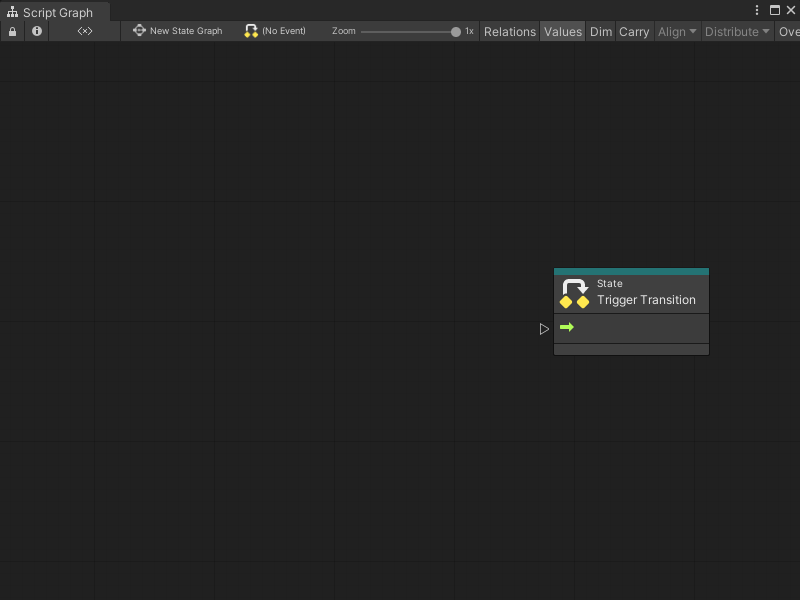 Script Graph
<×> New State Graph (No Event) Zoom 1x Relations Values Dim Carry Align Distribute Ove
State
Trigger Transition